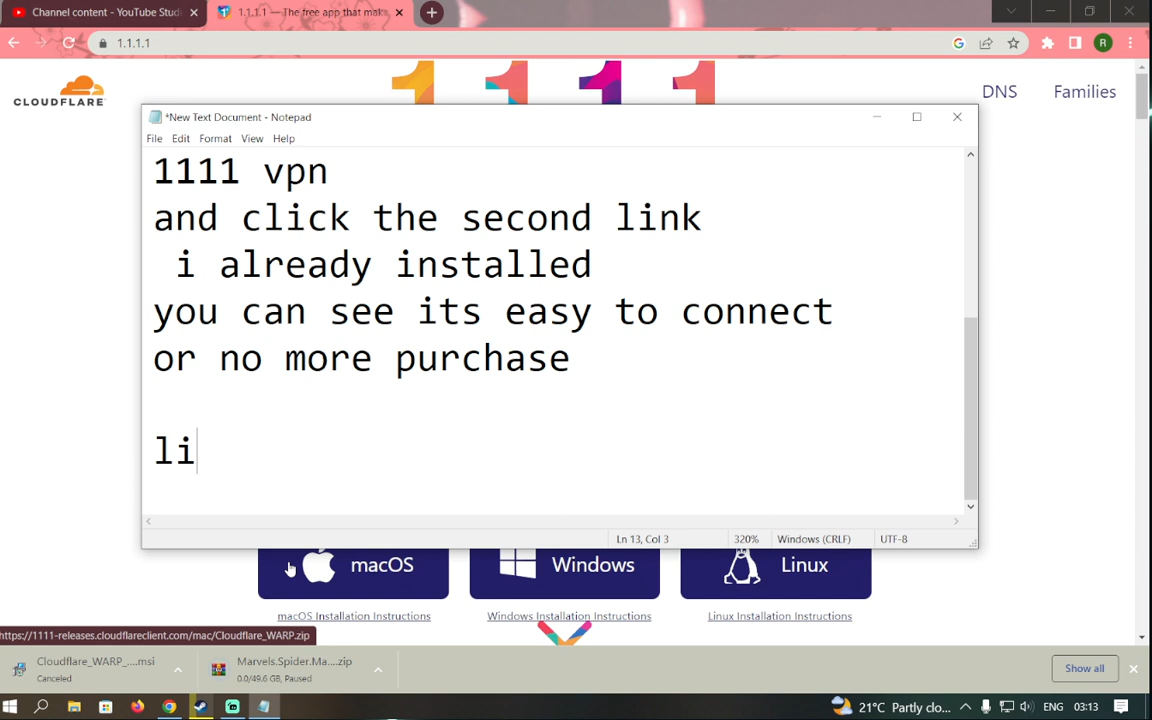 Channel content - YouTube Studi
1.1.1.1 — The free app that mak
1.1.1.1
R
CLOUDFLARE
1 1 1 1
DNS
Families
*New Text Document - Notepad
File Edit Format View Help
1111 vpn
and click the second link
i already installed
you can see its easy to connect
or no more purchase
li
Ln 13, Col 3
320%
Windows (CRLF)
UTF-8
macOS
Windows
Linux
macOS Installation Instructions
Windows Installation Instructions
Linux Installation Instructions
https://1111-releases.cloudflareclient.com/mac/Cloudflare_WARP.zip
Cloudflare_WARP_....msi
Canceled
Marvels.Spider.Ma....zip
0.0/49.6 GB, Paused
Show all
21°C Partly clo...
ENG
03:13